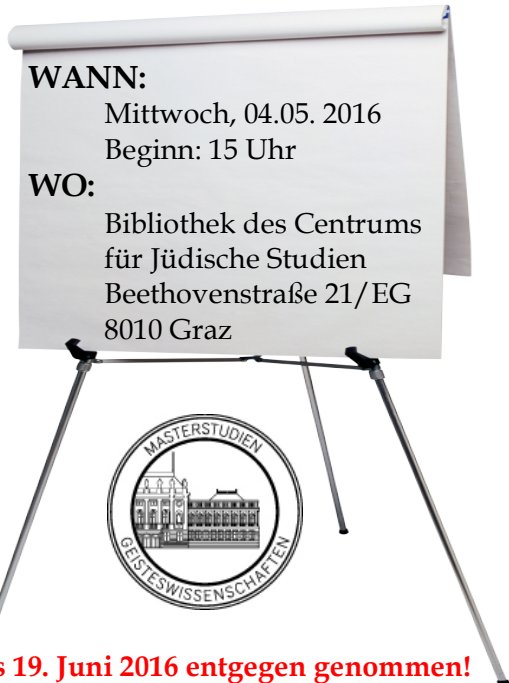 WANN:
Mittwoch, 04.05. 2016
Beginn: 15 Uhr
WO:
Bibliothek des Centrums
für Jüdische Studien
Beethovenstraße 21/EG
8010 Graz
MASTERSTUDIEN
GEISTESWISSENSCHAFTEN
19. Juni 2016 entgegen genommen!